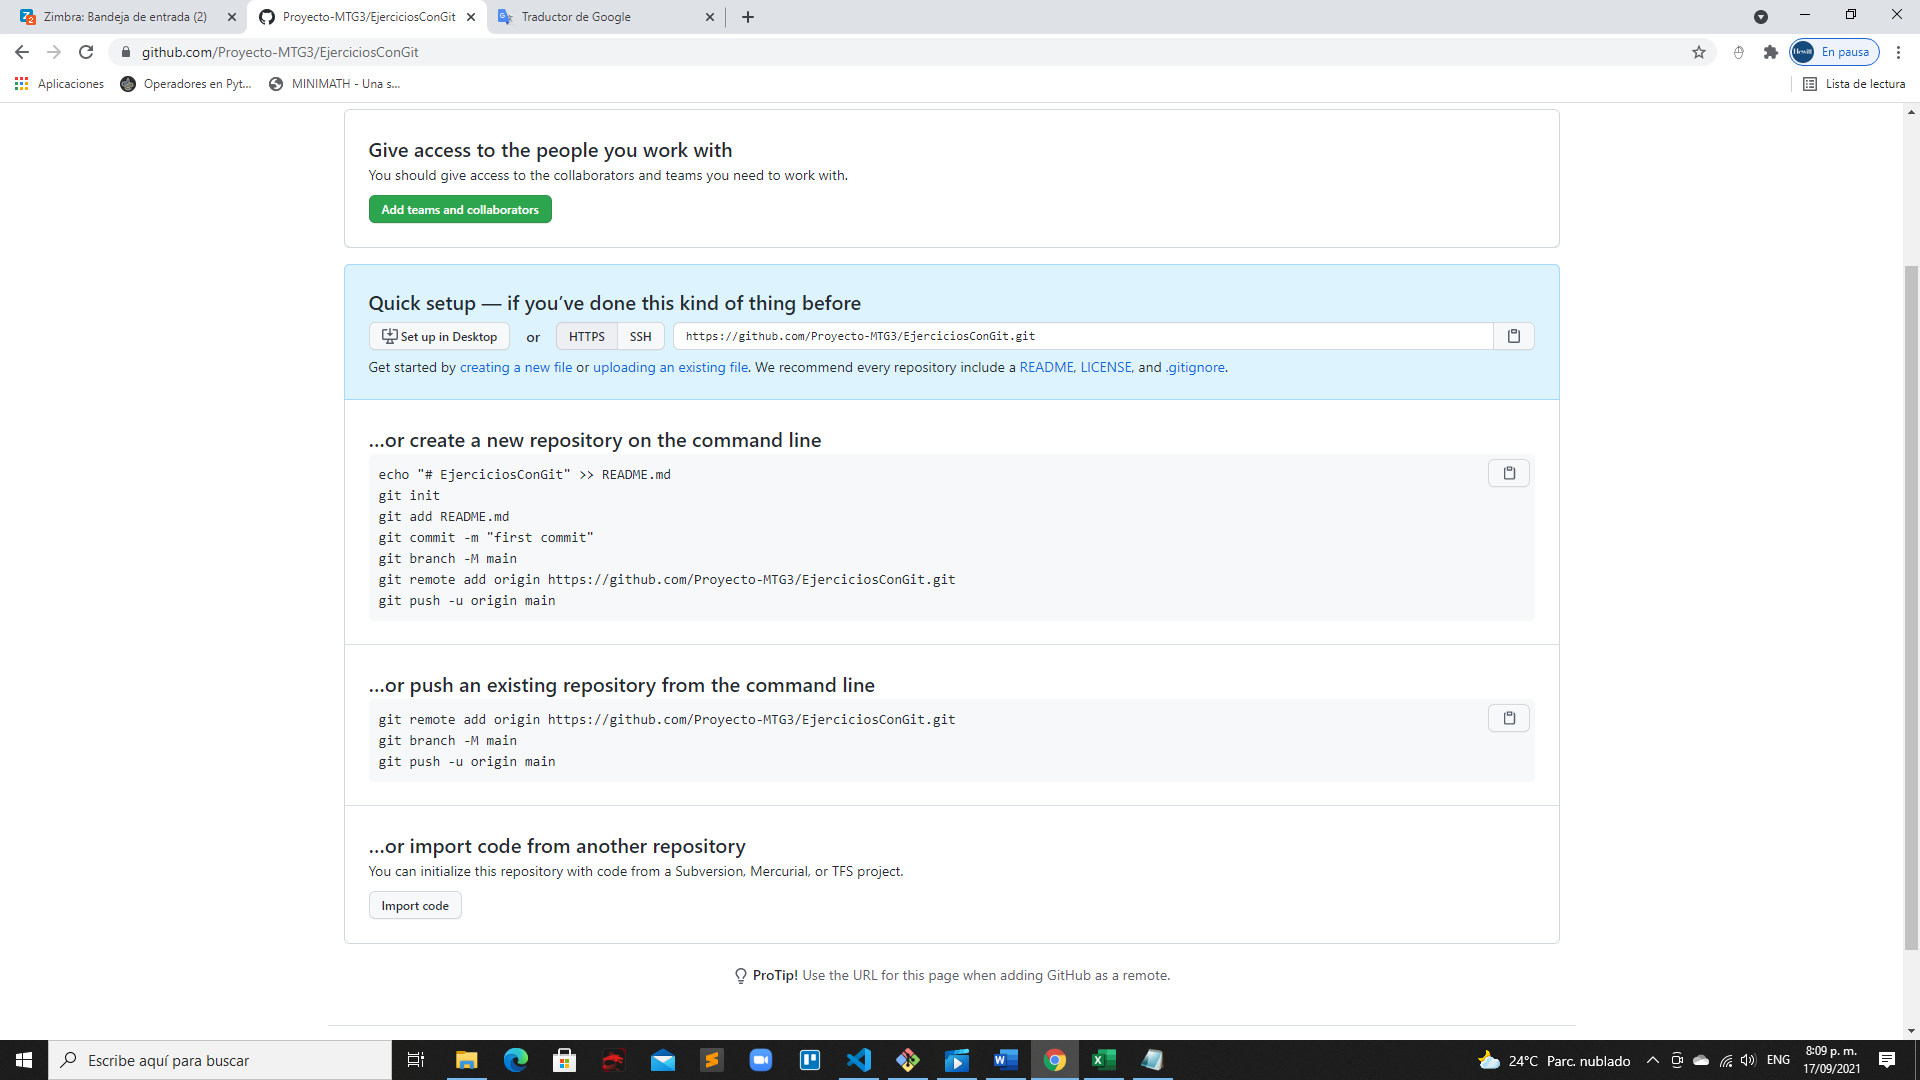 Zimbra: Bandeja de entrada (2)
Proyecto-MTG3/EjerciciosConGit
Traductor de Google
github.com/Proyecto-MTG3/EjerciciosConGit
En pausa
Aplicaciones
Operadores en Pyt...
MINIMATH - Una s...
Lista de lectura
Give access to the people you work with
You should give access to the collaborators and teams you need to work with.
Add teams and collaborators
Quick setup — if you’ve done this kind of thing before
Set up in Desktop or HTTPS SSH https://github.com/Proyecto-MTG3/EjerciciosConGit.git
Get started by creating a new file or uploading an existing file. We recommend every repository include a README, LICENSE, and .gitignore.
…or create a new repository on the command line
echo "# EjerciciosConGit" >> README.md
git init
git add README.md
git commit -m "first commit"
git branch -M main
git remote add origin https://github.com/Proyecto-MTG3/EjerciciosConGit.git
git push -u origin main
…or push an existing repository from the command line
git remote add origin https://github.com/Proyecto-MTG3/EjerciciosConGit.git
git branch -M main
git push -u origin main
…or import code from another repository
You can initialize this repository with code from a Subversion, Mercurial, or TFS project.
Import code
ProTip! Use the URL for this page when adding GitHub as a remote.
Escribe aquí para buscar
24°C Parc. nublado
ENG
8:09 p. m.
17/09/2021